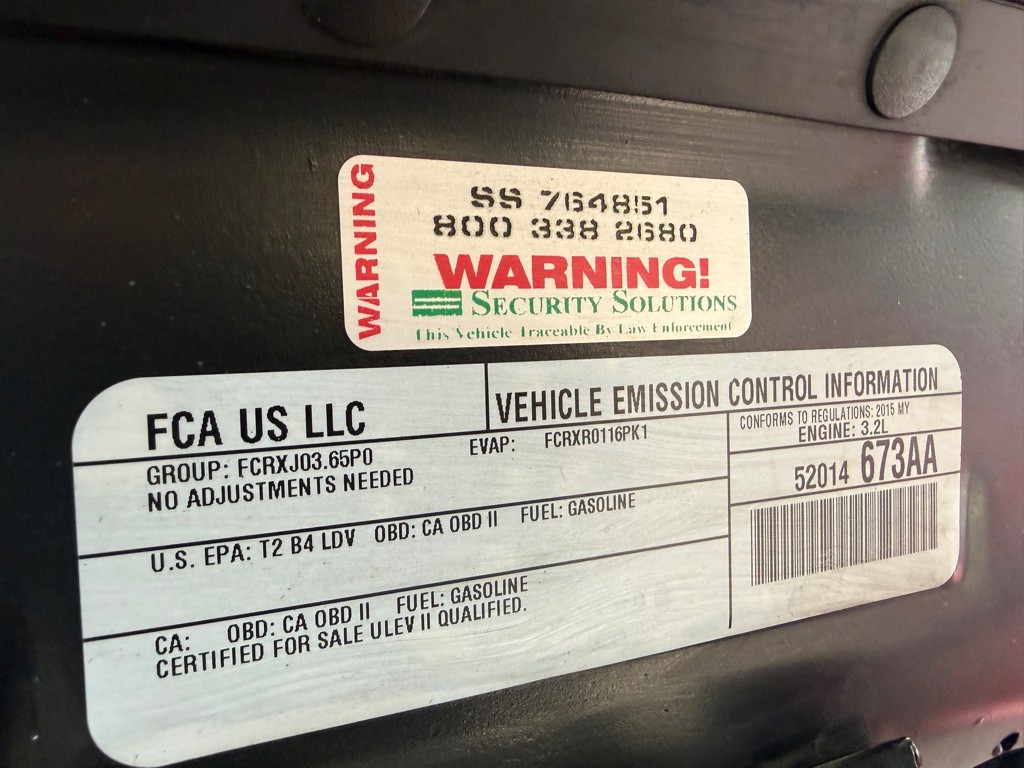 WARNING
SS 764851
800 338 2680
WARNING!
SECURITY SOLUTIONS
This Vehicle Traceable By Law Enforcement
FCA US LLC
VEHICLE EMISSION CONTROL INFORMATION
GROUP: FCRXJ03.65P0
EVAP: FCRXR0116PK1
NO ADJUSTMENTS NEEDED
CONFORMS TO REGULATIONS: 2015 MY
ENGINE: 3.2L
52014 673AA
U.S. EPA: T2 B4 LDV OBD: CA OBD II FUEL: GASOLINE
CA: OBD: CA OBD II FUEL: GASOLINE
CERTIFIED FOR SALE ULEV II QUALIFIED.